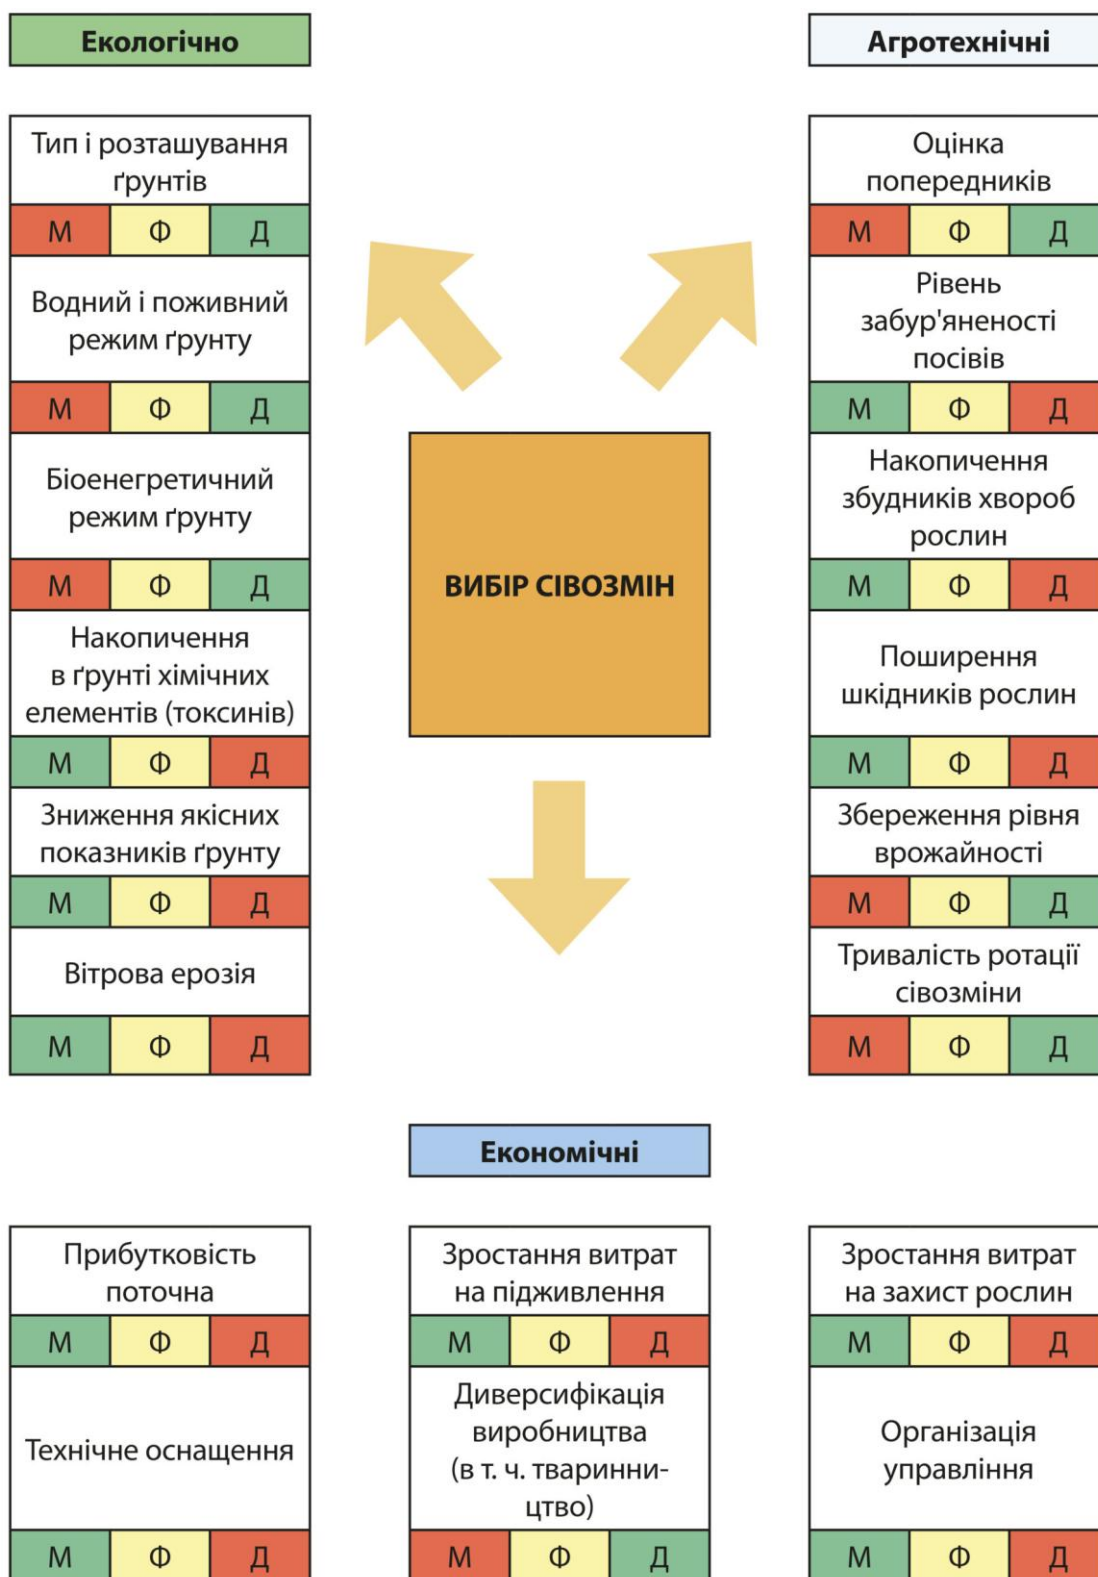 Екологічно
Тип і розташування
ґрунтів
М Ф Д
Водний і поживний
режим ґрунту
М Ф Д
Біоенегретичний
режим ґрунту
М Ф Д
Накопичення
в ґрунті хімічних
елементів (токсинів)
М Ф Д
Зниження якісних
показників ґрунту
М Ф Д
Вітрова ерозія
М Ф Д
ВИБІР СІВОЗМІН
Агротехнічні
Оцінка
попередників
М Ф Д
Рівень
забур'яненості
посівів
М Ф Д
Накопичення
збудників хвороб
рослин
М Ф Д
Поширення
шкідників рослин
М Ф Д
Збереження рівня
врожайності
М Ф Д
Тривалість ротації
сівозміни
М Ф Д
Економічні
Прибутковість
поточна
М Ф Д
Технічне оснащення
М Ф Д
Зростання витрат
на підживлення
М Ф Д
Диверсифікація
виробництва
(в т. ч. тваринни-
цтво)
М Ф Д
Зростання витрат
на захист рослин
М Ф Д
Організація
управління
М Ф Д